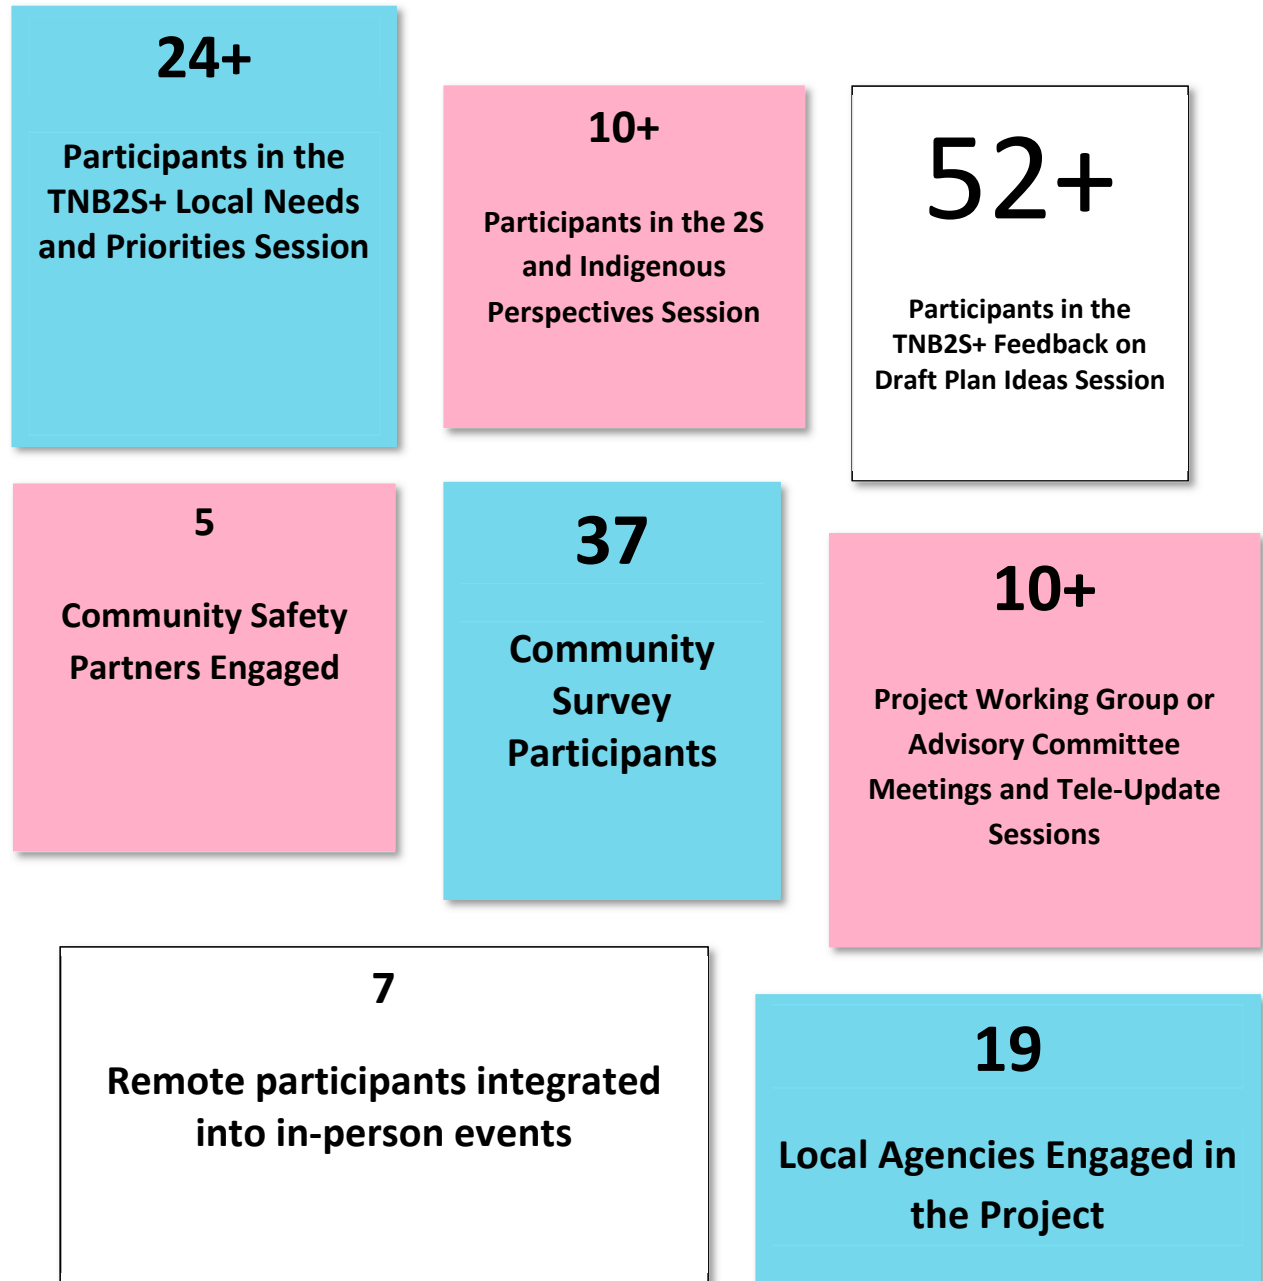 24+
Participants in the
TNB2S+ Local Needs
and Priorities Session
10+
Participants in the 2S
and Indigenous
Perspectives Session
52+
Participants in the
TNB2S+ Feedback on
Draft Plan Ideas Session
5
Community Safety
Partners Engaged
37
Community
Survey
Participants
10+
Project Working Group or
Advisory Committee
Meetings and Tele-Update
Sessions
7
Remote participants integrated
into in-person events
19
Local Agencies Engaged in
the Project